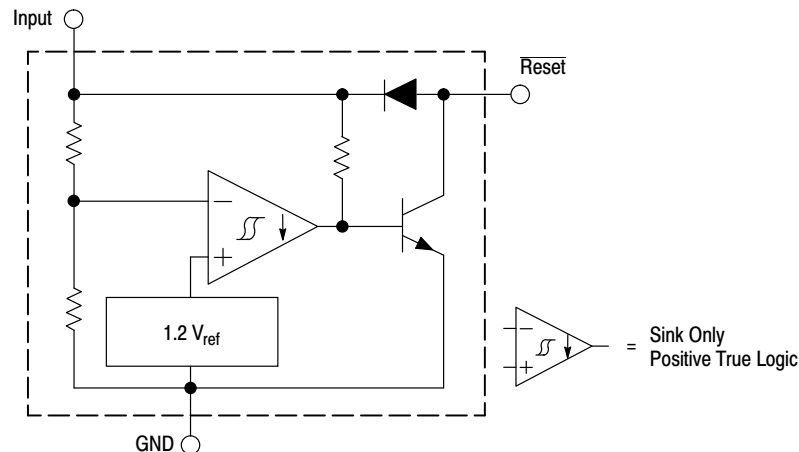 Input
Reset
−
+
1.2 Vref
GND
−
+
= Sink Only
Positive True Logic